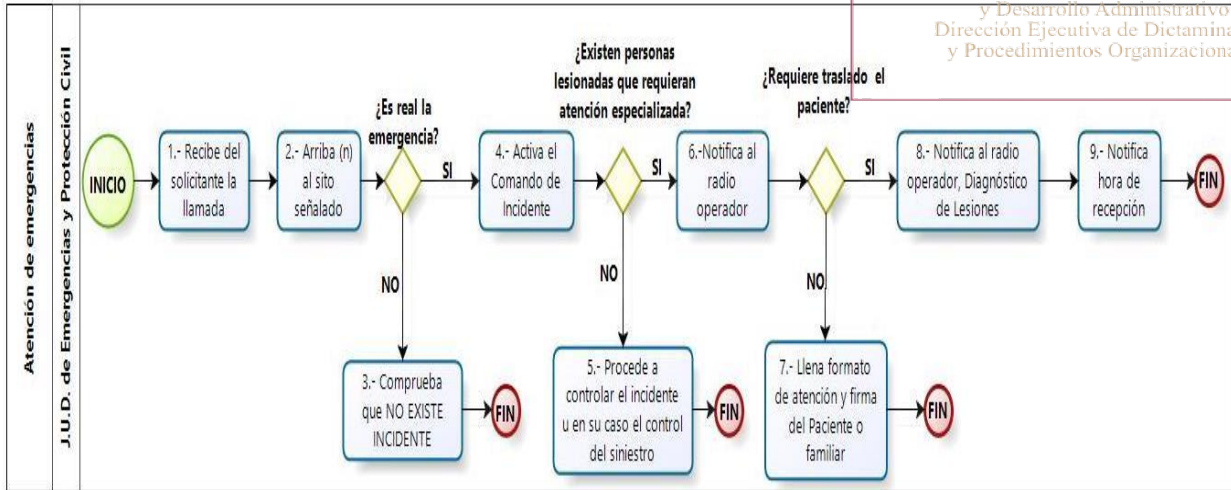 y Desarrollo Administrativo
Dirección Ejecutiva de Dictamina
y Procedimientos Organizaciona
Atención de emergencias
J.U.D. de Emergencias y Protección Civil
INICIO
1.- Recibe del
solicitante la
llamada
2.- Arriba (n)
al sito
señalado
¿Es real la
emergencia?
SI
NO
3.- Comprueba
que NO EXISTE
INCIDENTE
FIN
4.- Activa el
Comando de
Incidente
¿Existen personas
lesionadas que requieran
atención especializada?
SI
NO
5.- Procede a
controlar el incidente
u en su caso el control
del siniestro
FIN
6.-Notifica al
radio
operador
¿Requiere traslado el
paciente?
SI
NO
7.- Llena formato
de atención y firma
del Paciente o
familiar
FIN
8.- Notifica al radio
operador, Diagnóstico
de Lesiones
9.- Notifica
hora de
recepción
FIN